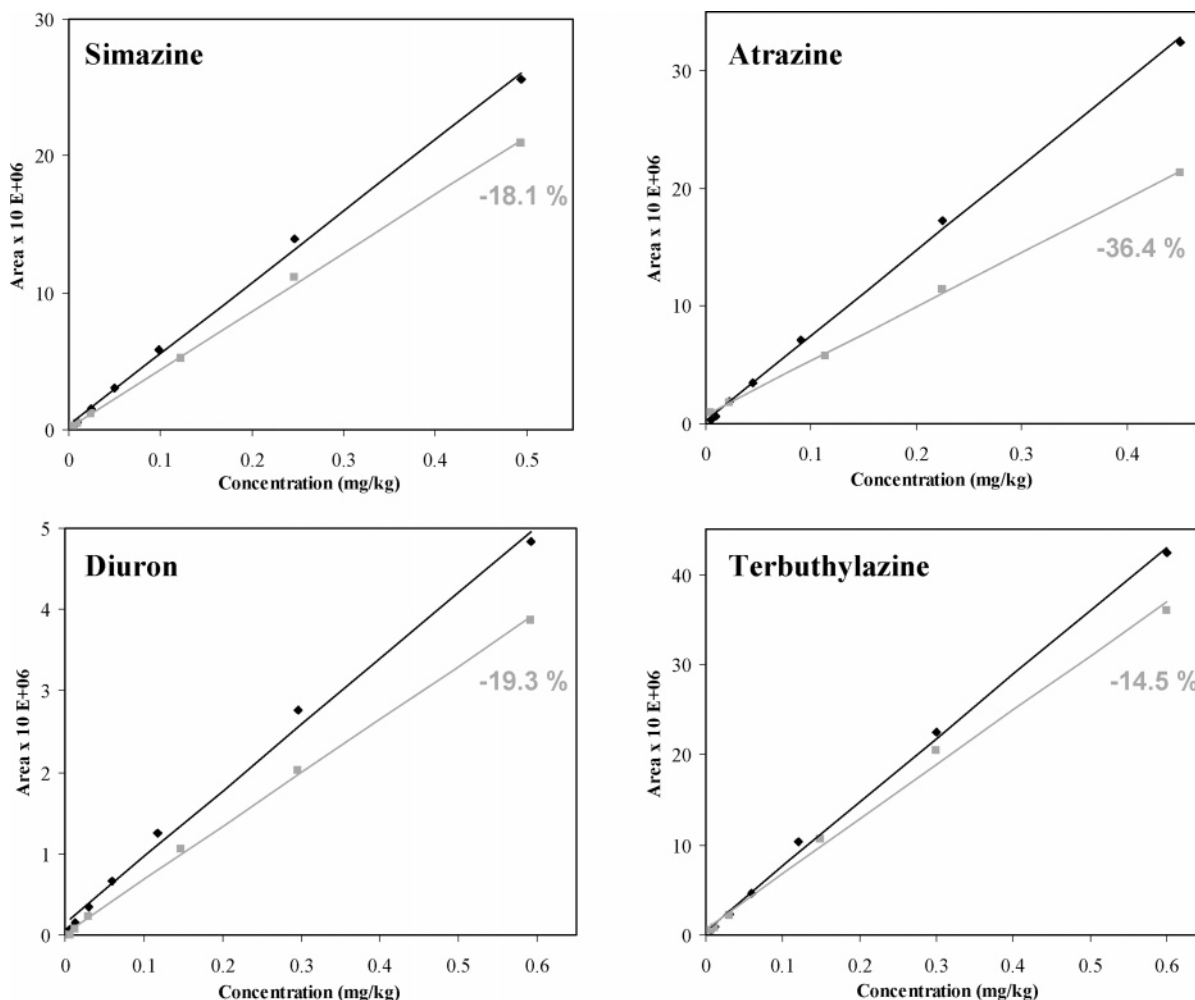 Simazine
30
20
10
0
0 0.1 0.2 0.3 0.4 0.5
Area x 10 E+06
Concentration (mg/kg)
-18.1 %
Atrazine
30
20
10
0
0 0.1 0.2 0.3 0.4
Area x 10 E+06
Concentration (mg/kg)
-36.4 %
Diuron
5
4
3
2
1
0
0 0.1 0.2 0.3 0.4 0.5 0.6
Area x 10 E+06
Concentration (mg/kg)
-19.3 %
Terbuthylazine
40
30
20
10
0
0 0.1 0.2 0.3 0.4 0.5 0.6
Area x 10 E+06
Concentration (mg/kg)
-14.5 %